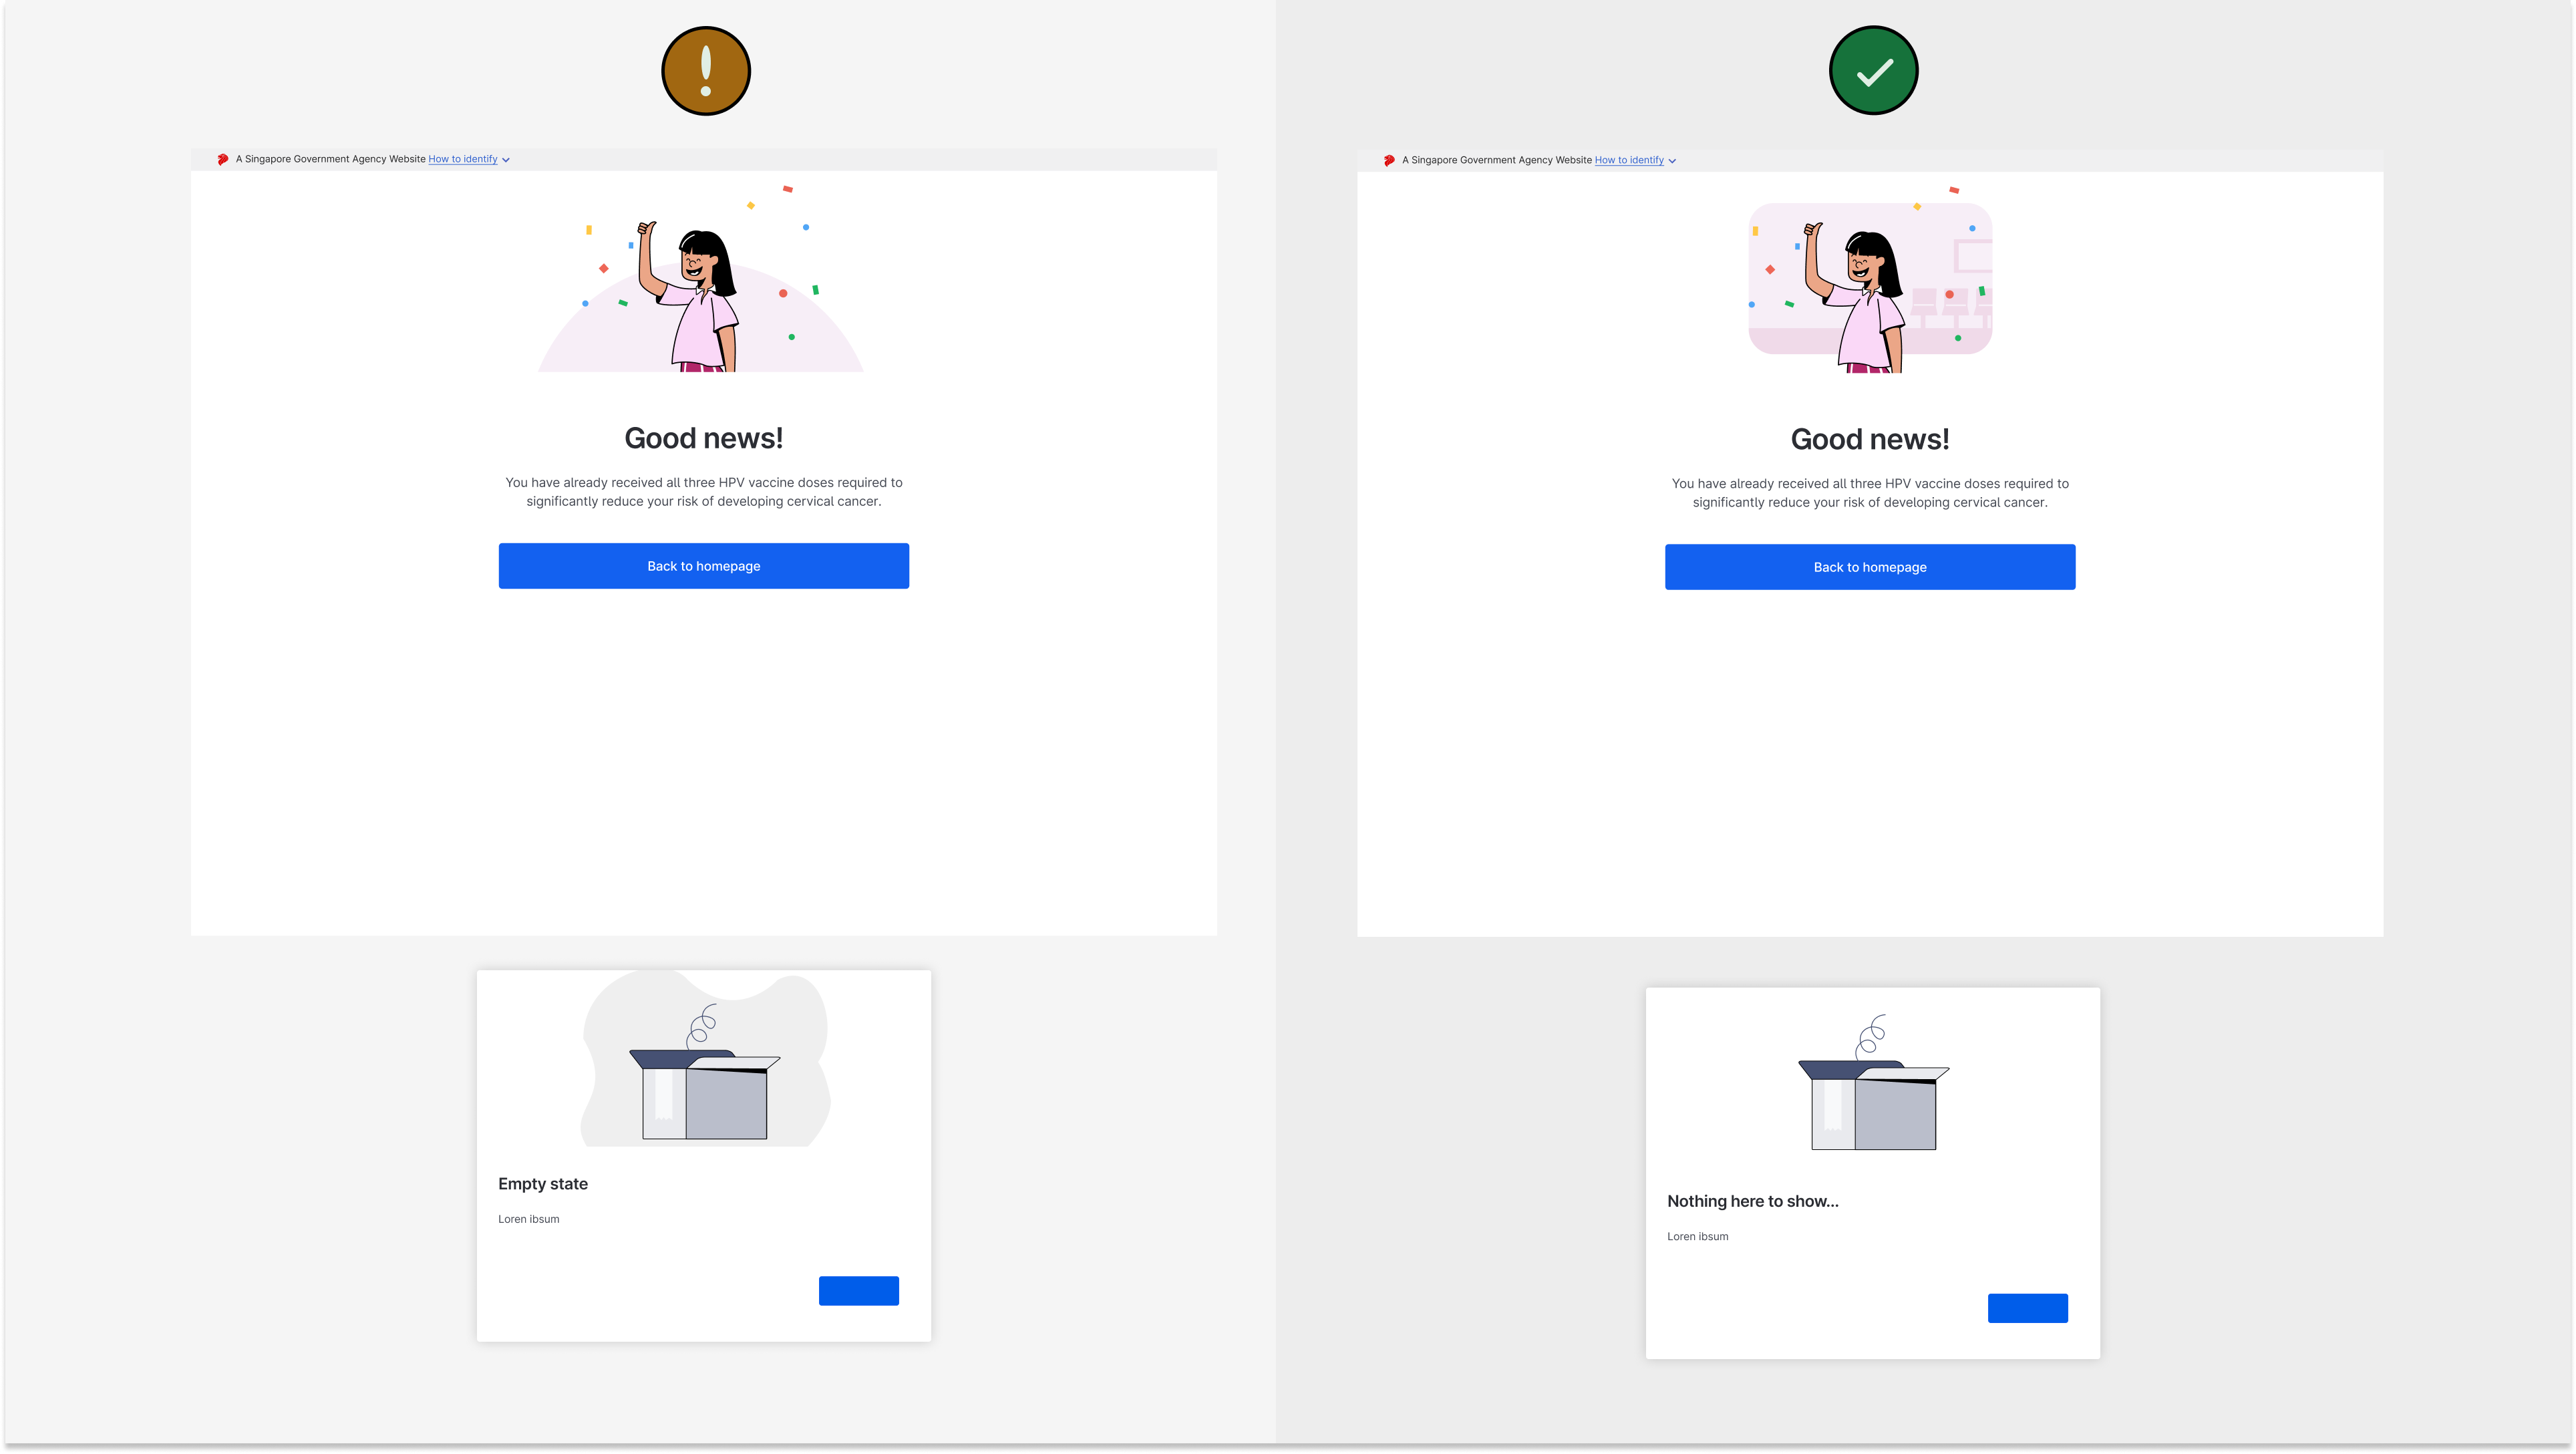 A Singapore Government Agency Website How to identify
Good news!
You have already received all three HPV vaccine doses required to
significantly reduce your risk of developing cervical cancer.
Back to homepage
Empty state
Loren ibsum
A Singapore Government Agency Website How to identify
Good news!
You have already received all three HPV vaccine doses required to
significantly reduce your risk of developing cervical cancer.
Back to homepage
Nothing here to show...
Loren ibsum